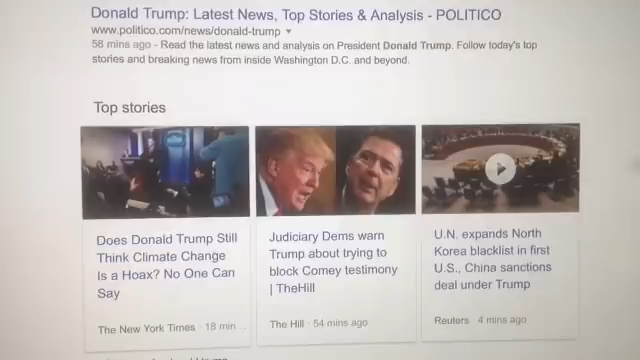 Donald Trump: Latest News, Top Stories & Analysis - POLITICO
www.politico.com/news/donald-trump
58 mins ago - Read the latest news and analysis on President Donald Trump. Follow today's top
stories and breaking news from inside Washington D.C. and beyond.
Top stories
Does Donald Trump Still
Think Climate Change
Is a Hoax? No One Can
Say
The New York Times · 18 min ...
Judiciary Dems warn
Trump about trying to
block Comey testimony
| TheHill
The Hill · 54 mins ago
U.N. expands North
Korea blacklist in first
U.S., China sanctions
deal under Trump
Reuters · 4 mins ago